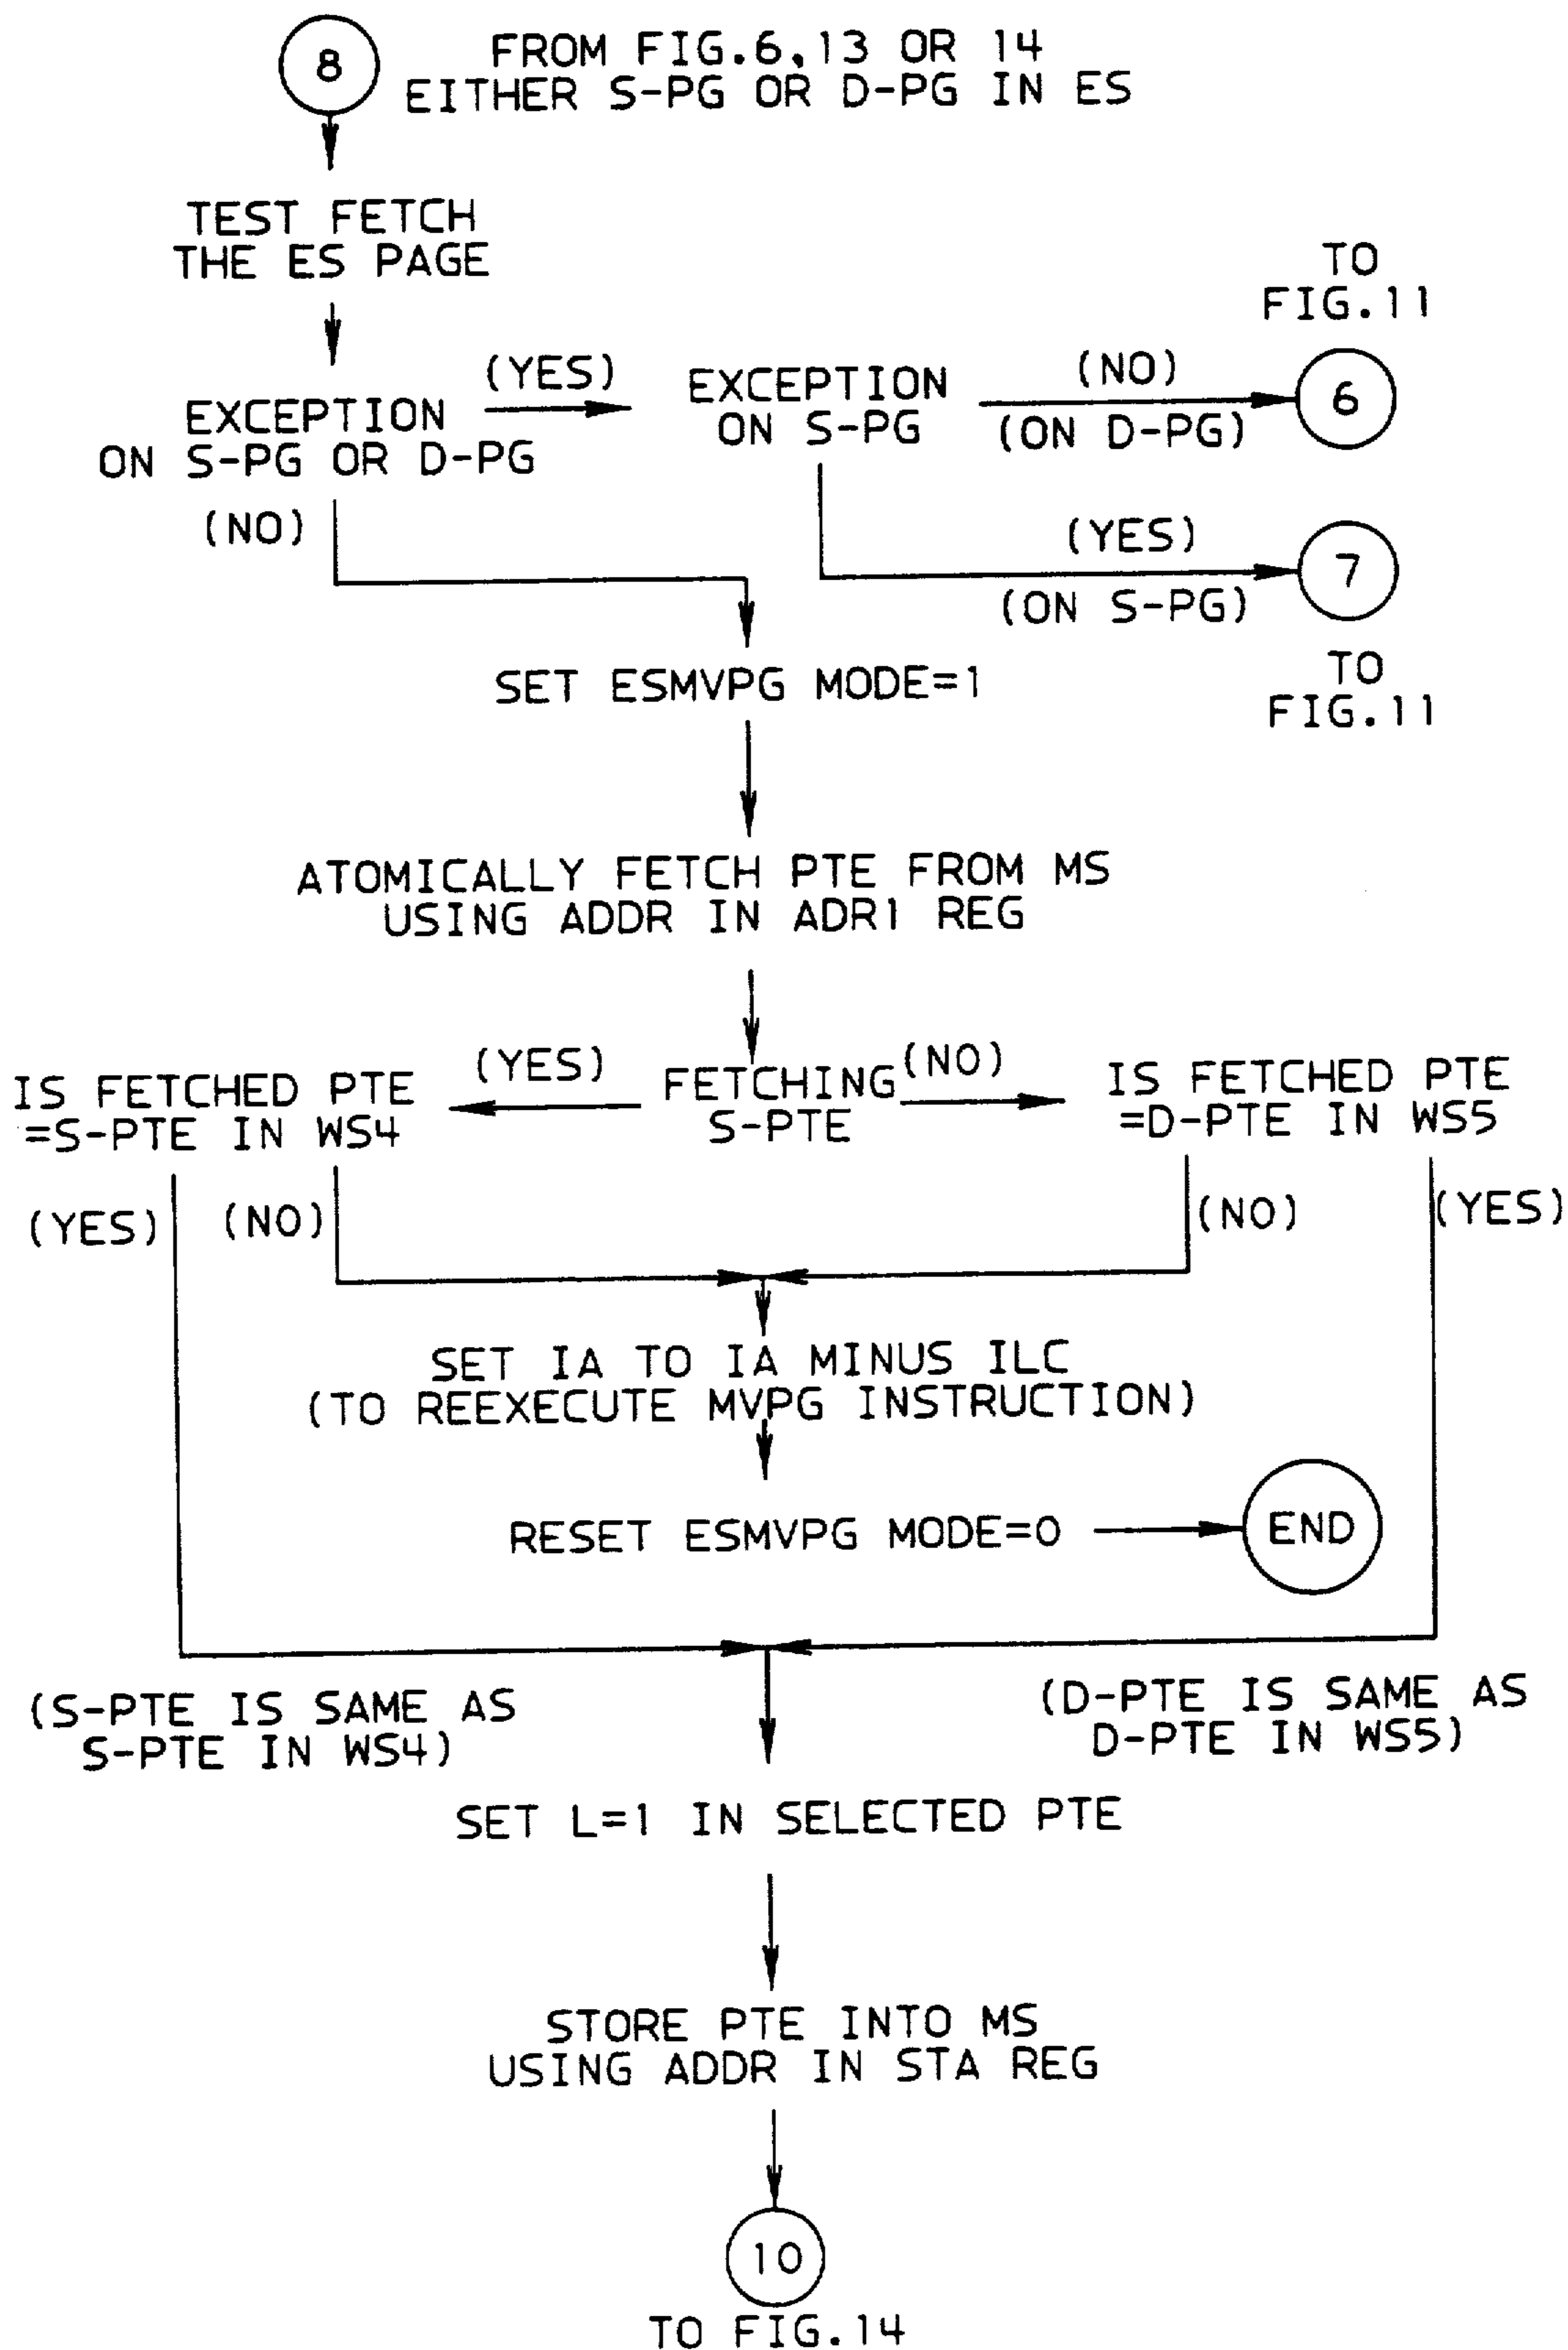 8
FROM FIG.6,13 OR 14
EITHER S-PG OR D-PG IN ES
TEST FETCH
THE ES PAGE
TO
FIG.11
EXCEPTION
ON S-PG OR D-PG
(YES)
EXCEPTION
ON S-PG
(NO)
(ON D-PG)
6
(NO)
(YES)
(ON S-PG)
7
TO
FIG.11
SET ESMVPG MODE=1
ATOMICALLY FETCH PTE FROM MS
USING ADDR IN ADR1 REG
IS FETCHED PTE
=S-PTE IN WS4
(YES)
FETCHING
S-PTE
(NO)
IS FETCHED PTE
=D-PTE IN WS5
(YES)
(NO)
(NO)
(YES)
SET IA TO IA MINUS ILC
(TO REEXECUTE MVPG INSTRUCTION)
RESET ESMVPG MODE=0
END
(S-PTE IS SAME AS
S-PTE IN WS4)
(D-PTE IS SAME AS
D-PTE IN WS5)
SET L=1 IN SELECTED PTE
STORE PTE INTO MS
USING ADDR IN STA REG
10
TO FIG.14